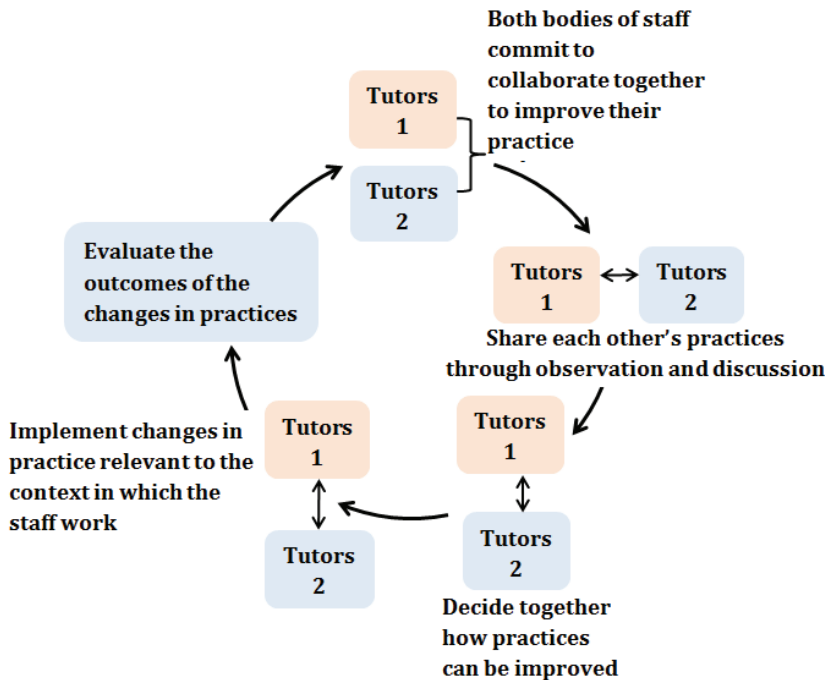 Both bodies of staff
commit to
collaborate together
to improve their
practice
Tutors
1
Tutors
2
Tutors
1
Tutors
2
Share each other's practices
through observation and discussion
Tutors
1
Tutors
2
Decide together
how practices
can be improved
Tutors
1
Tutors
2
Implement changes in
practice relevant to the
context in which the
staff work
Evaluate the
outcomes of the
changes in practices